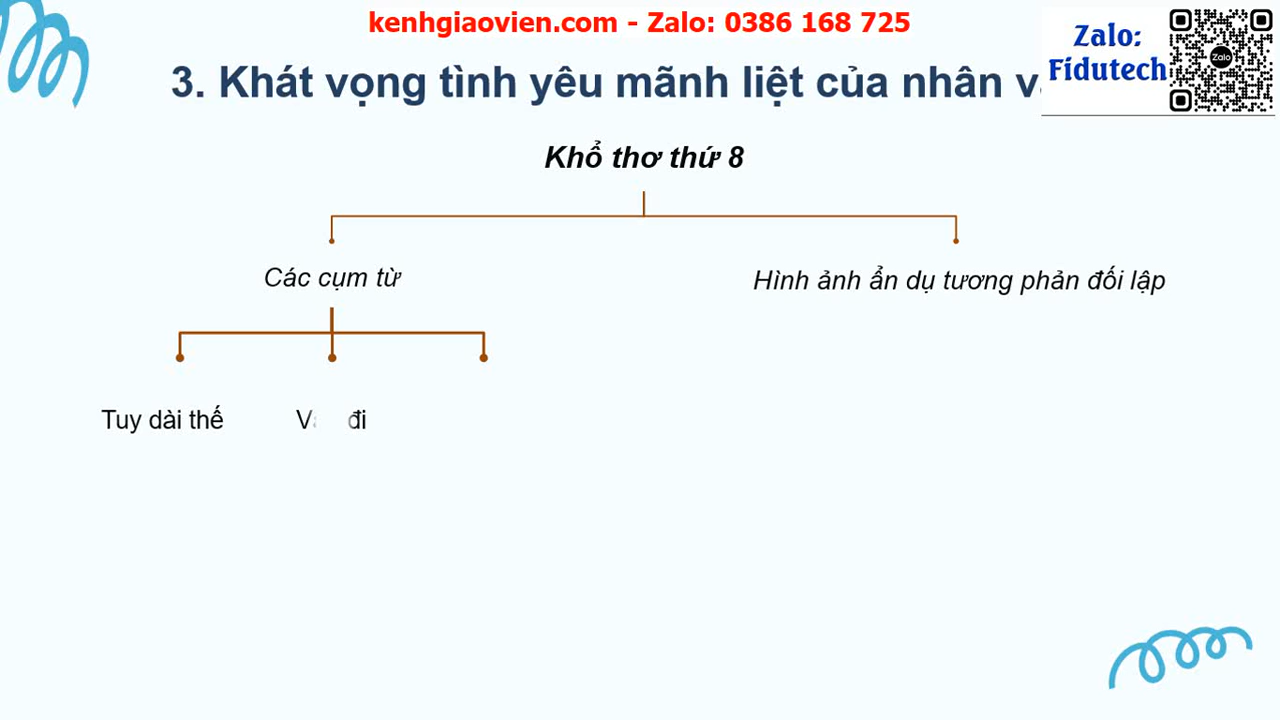 kenhgiaovien.com - Zalo: 0386 168 725
Zalo:
Fidutech
Zalo
3. Khát vọng tình yêu mãnh liệt của nhân
Khổ thơ thứ 8
Các cụm từ
Hình ảnh ẩn dụ tương phản đối lập
Tuy dài thế
đi